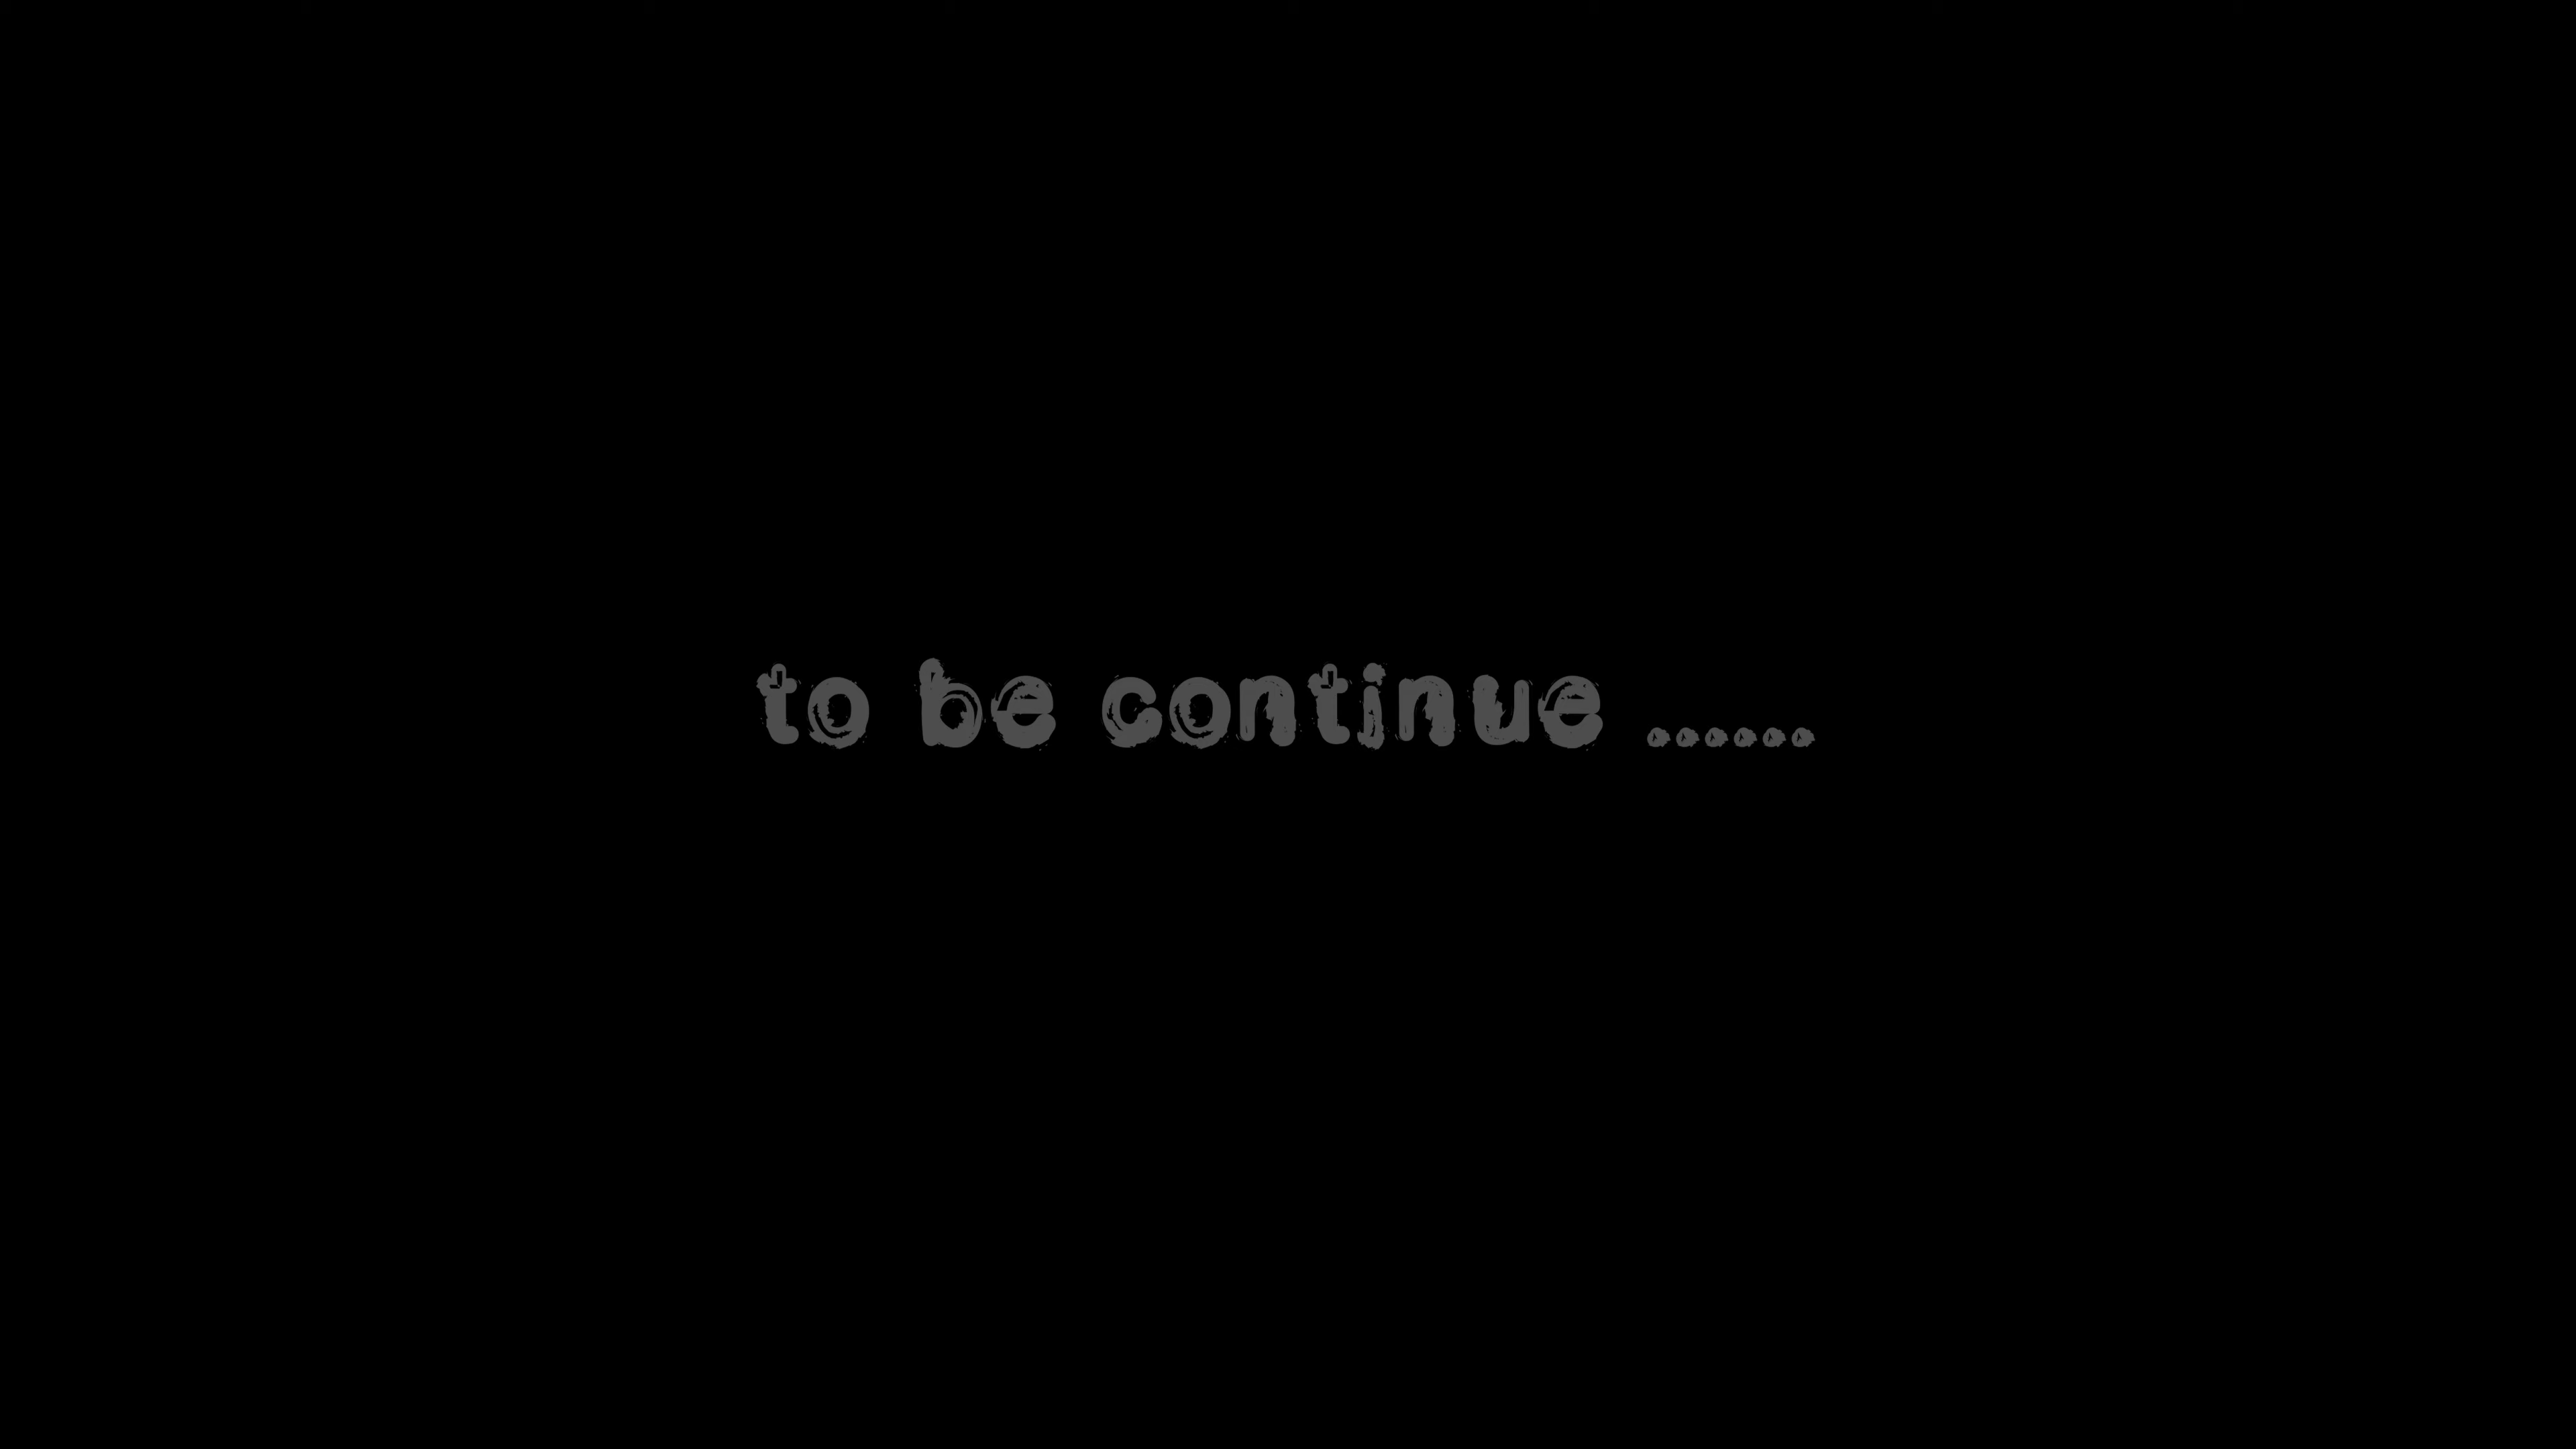 to be continue ......